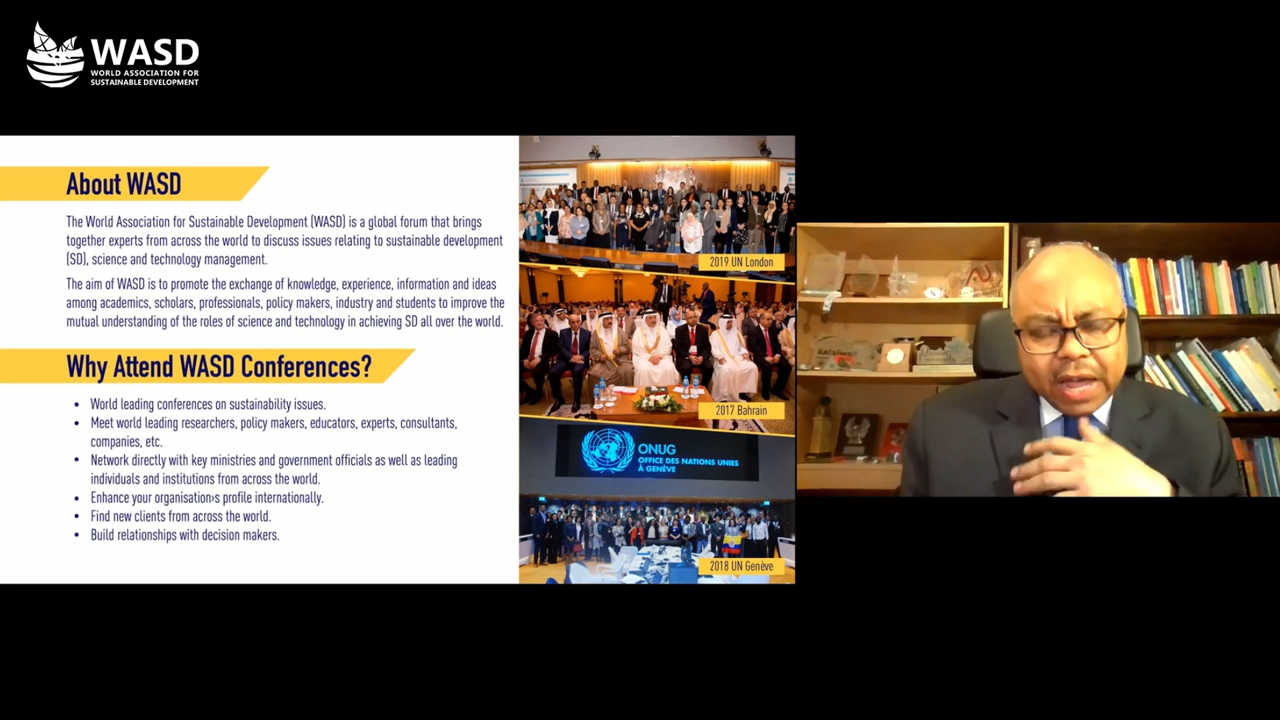 WASD
WORLD ASSOCIATION FOR
SUSTAINABLE DEVELOPMENT
About WASD
The World Association for Sustainable Development (WASD) is a global forum that brings
together experts from across the world to discuss issues relating to sustainable development
(SD), science and technology management.
The aim of WASD is to promote the exchange of knowledge, experience, information and ideas
among academics, scholars, professionals, policy makers, industry and students to improve the
mutual understanding of the roles of science and technology in achieving SD all over the world.
Why Attend WASD Conferences?
• World leading conferences on sustainability issues.
• Meet world leading researchers, policy makers, educators, experts, consultants,
companies, etc.
• Network directly with key ministries and government officials as well as leading
individuals and institutions from across the world.
• Enhance your organisation›s profile internationally.
• Find new clients from across the world.
• Build relationships with decision makers.
2019 UN London
2017 Bahrain
ONUG
OFFICE DES NATIONS UNIES
À GENÈVE
2018 UN Genève